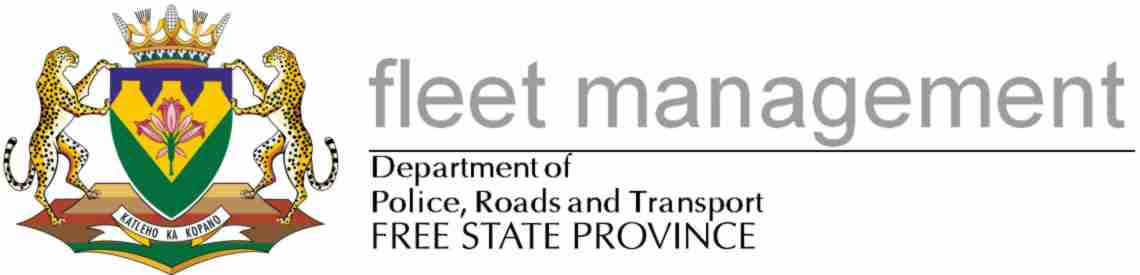 fleet management
Department of
Police, Roads and Transport
FREE STATE PROVINCE
KATLEHO KA KOPANO